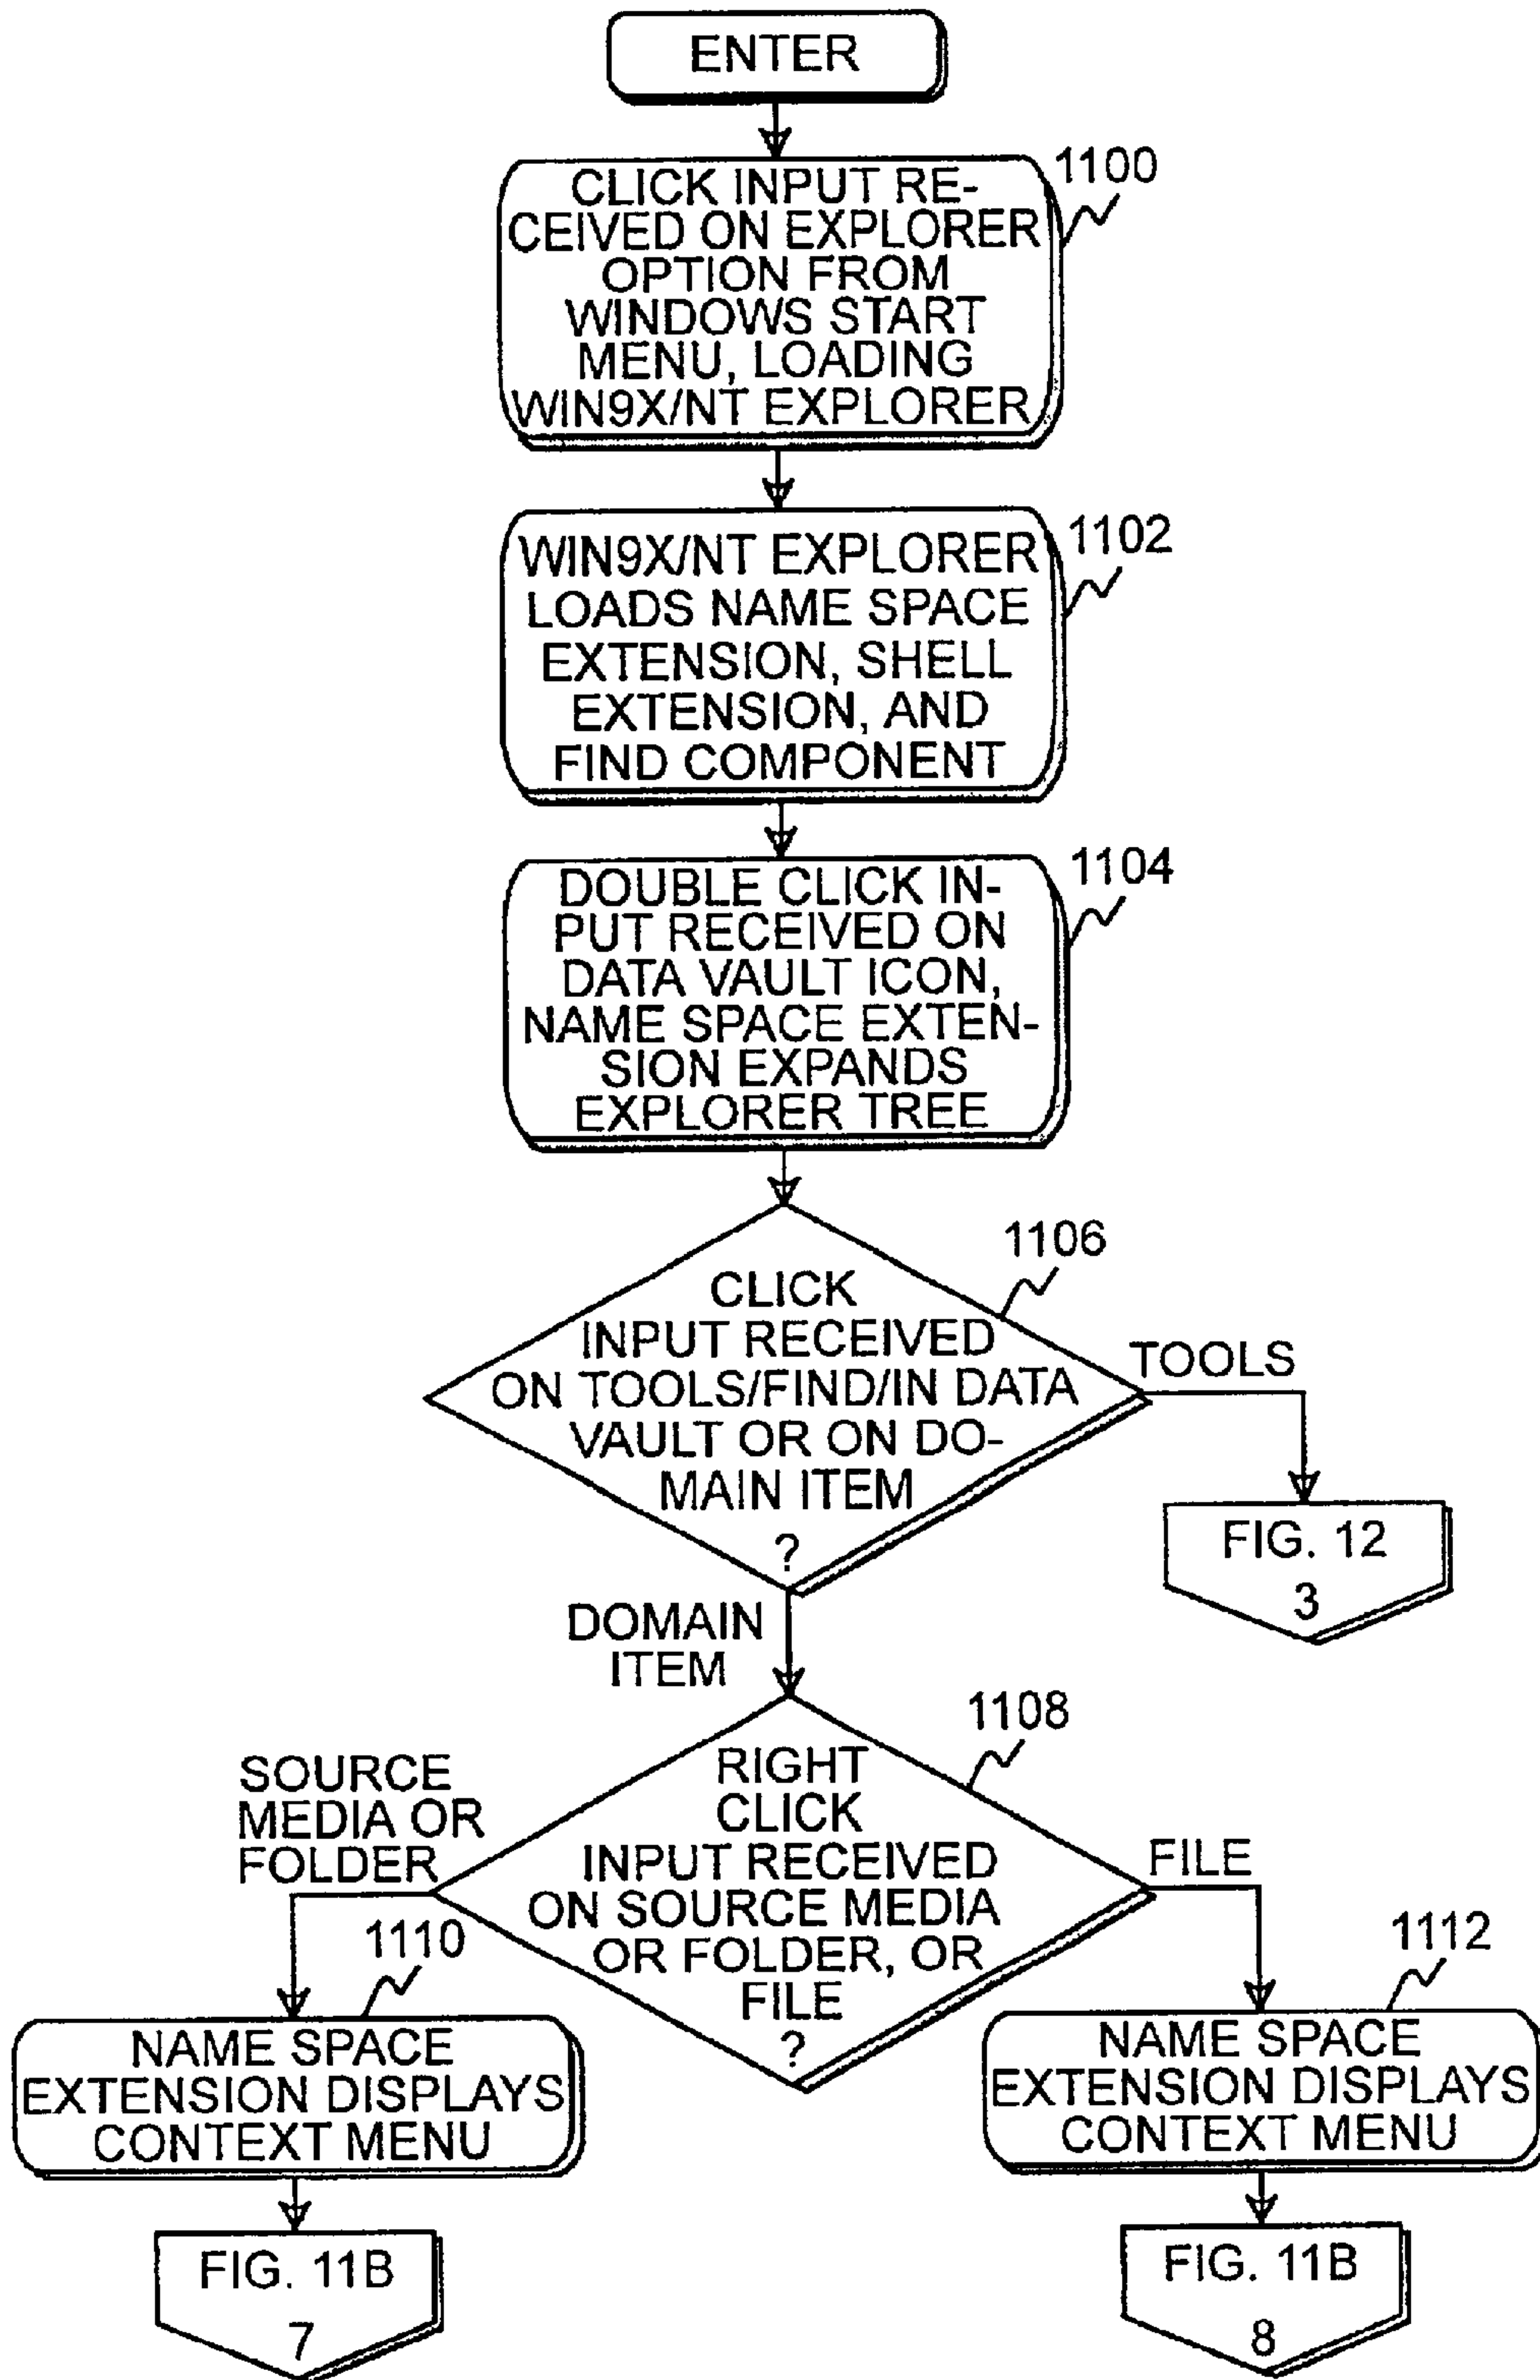 ENTER
1100
CLICK INPUT RE-
CEIVED ON EXPLORER
OPTION FROM
WINDOWS START
MENU, LOADING
WIN9X/NT EXPLORER
1102
WIN9X/NT EXPLORER
LOADS NAME SPACE
EXTENSION, SHELL
EXTENSION, AND
FIND COMPONENT
1104
DOUBLE CLICK IN-
PUT RECEIVED ON
DATA VAULT ICON,
NAME SPACE EXTEN-
SION EXPANDS
EXPLORER TREE
1106
CLICK
INPUT RECEIVED
ON TOOLS/FIND/IN DATA
VAULT OR ON DO-
MAIN ITEM
?
TOOLS
FIG. 12
3
DOMAIN
ITEM
1108
RIGHT
CLICK
INPUT RECEIVED
ON SOURCE MEDIA
OR FOLDER, OR
FILE
?
SOURCE
MEDIA OR
FOLDER
FILE
1110
NAME SPACE
EXTENSION DISPLAYS
CONTEXT MENU
1112
NAME SPACE
EXTENSION DISPLAYS
CONTEXT MENU
FIG. 11B
7
FIG. 11B
8